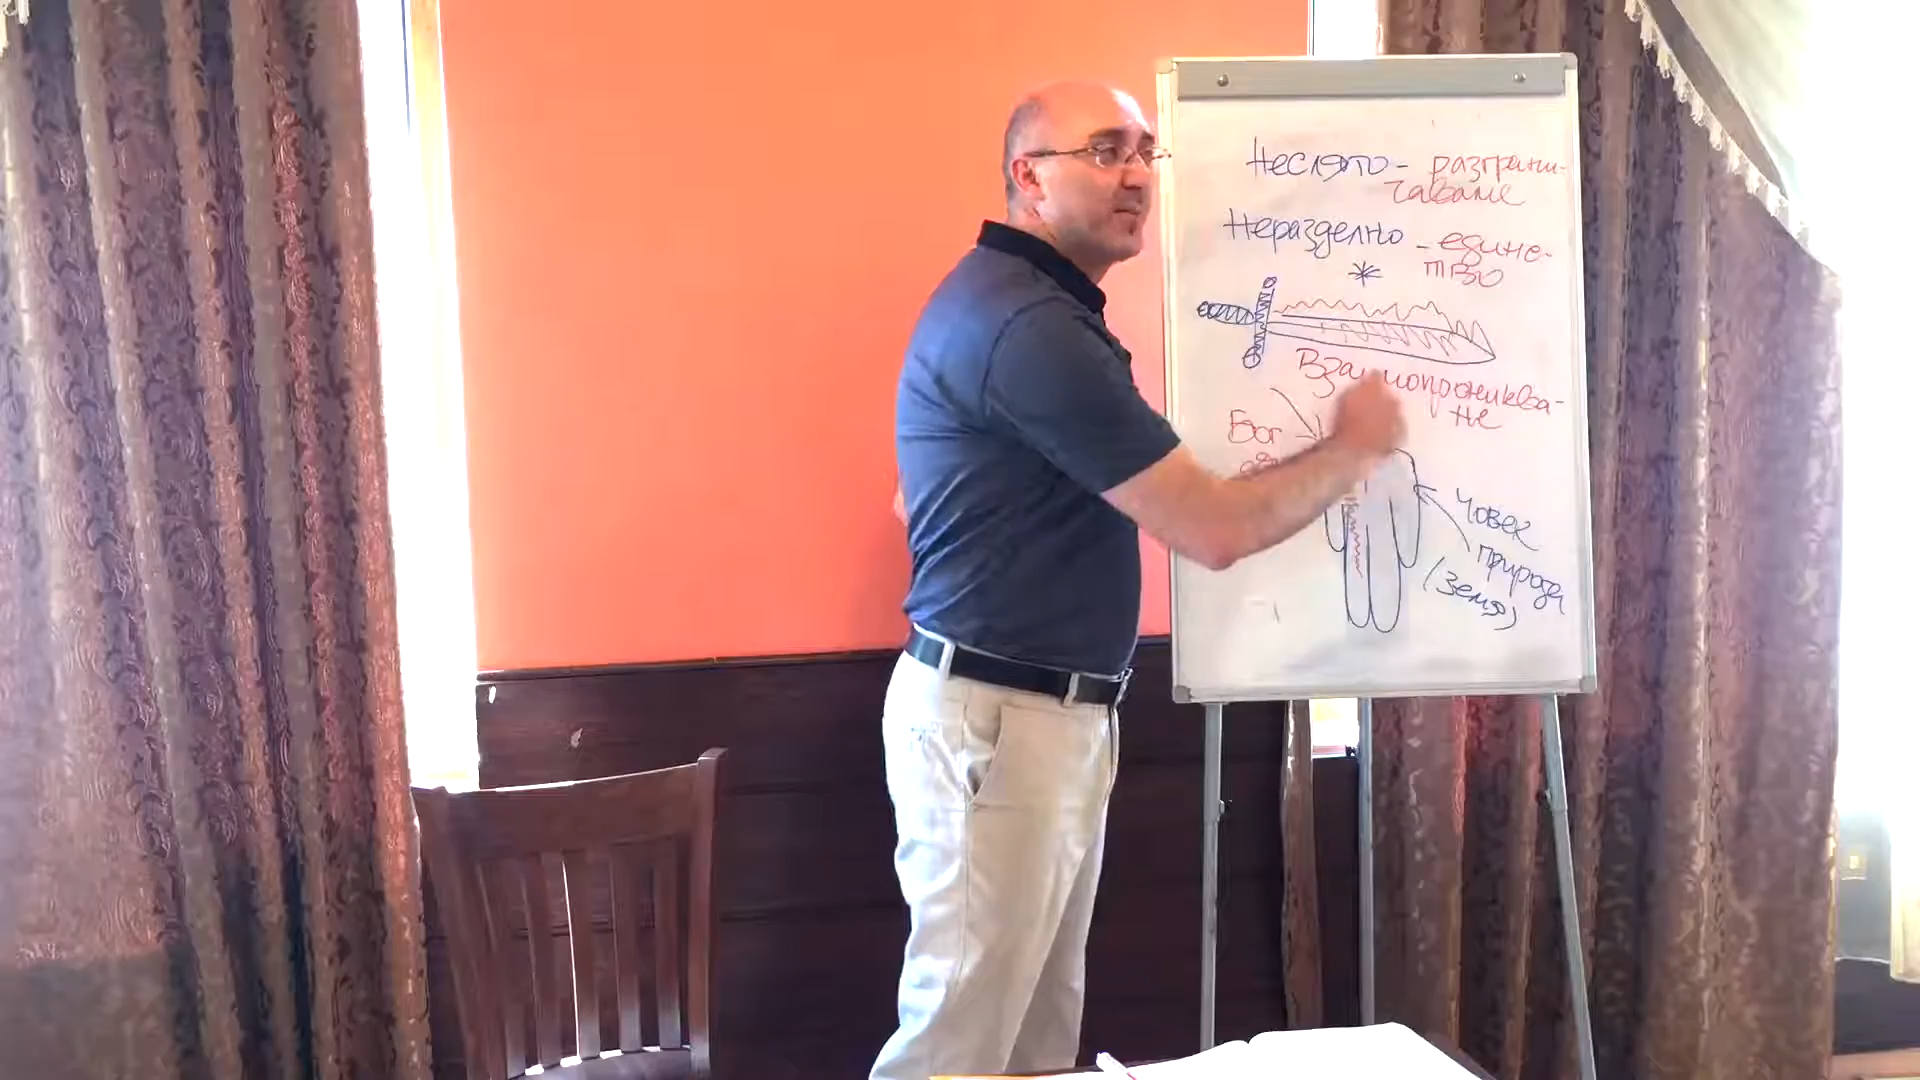 Неслято - разграни-
чаване
Неразделно - единс-
тво
Взаимопрониква-
не
Бог
Човек
природа
(Земя)